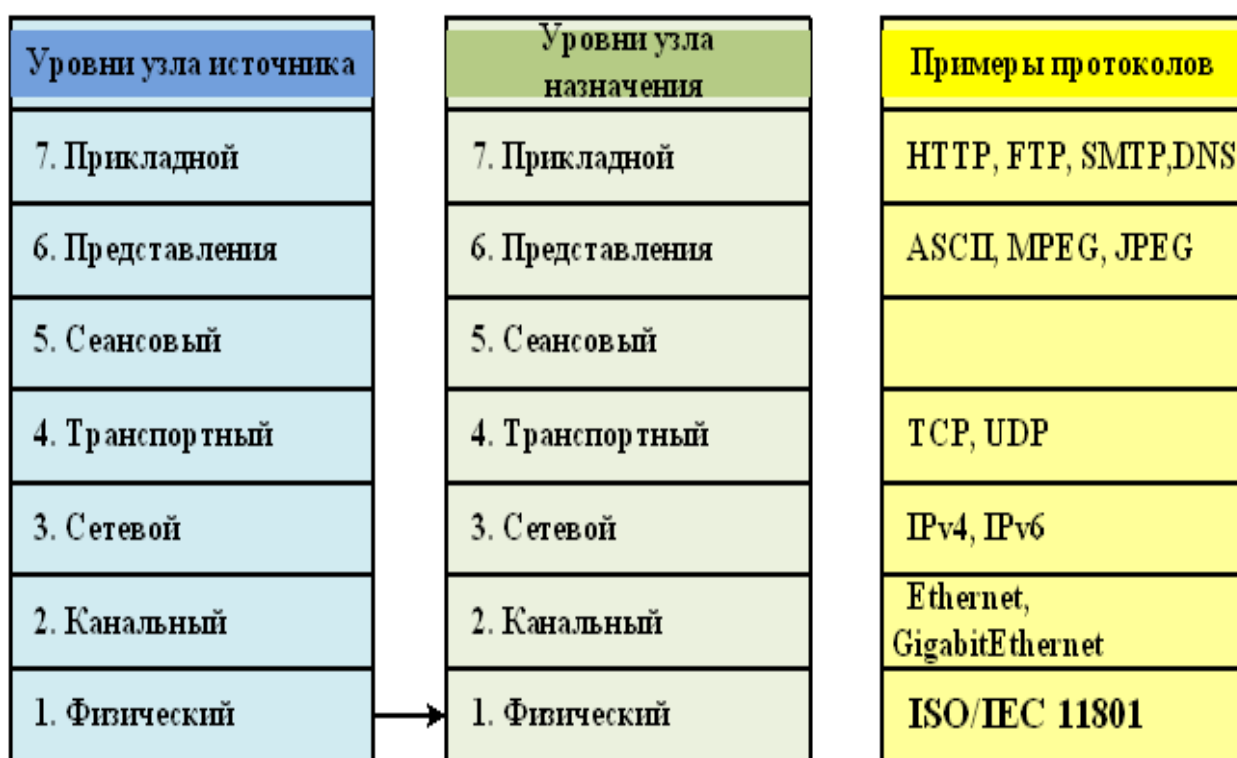 Уровни узла источника
7. Прикладной
6. Представления
5. Сеансовый
4. Транспортный
3. Сетевой
2. Канальный
1. Физический
Уровни узла
назначения
7. Прикладной
6. Представления
5. Сеансовый
4. Транспортный
3. Сетевой
2. Канальный
1. Физический
Примеры протоколов
HTTP, FTP, SMTP,DNS
ASCII, MPEG, JPEG
TCP, UDP
IPv4, IPv6
Ethernet,
GigabitEthernet
ISO/IEC 11801